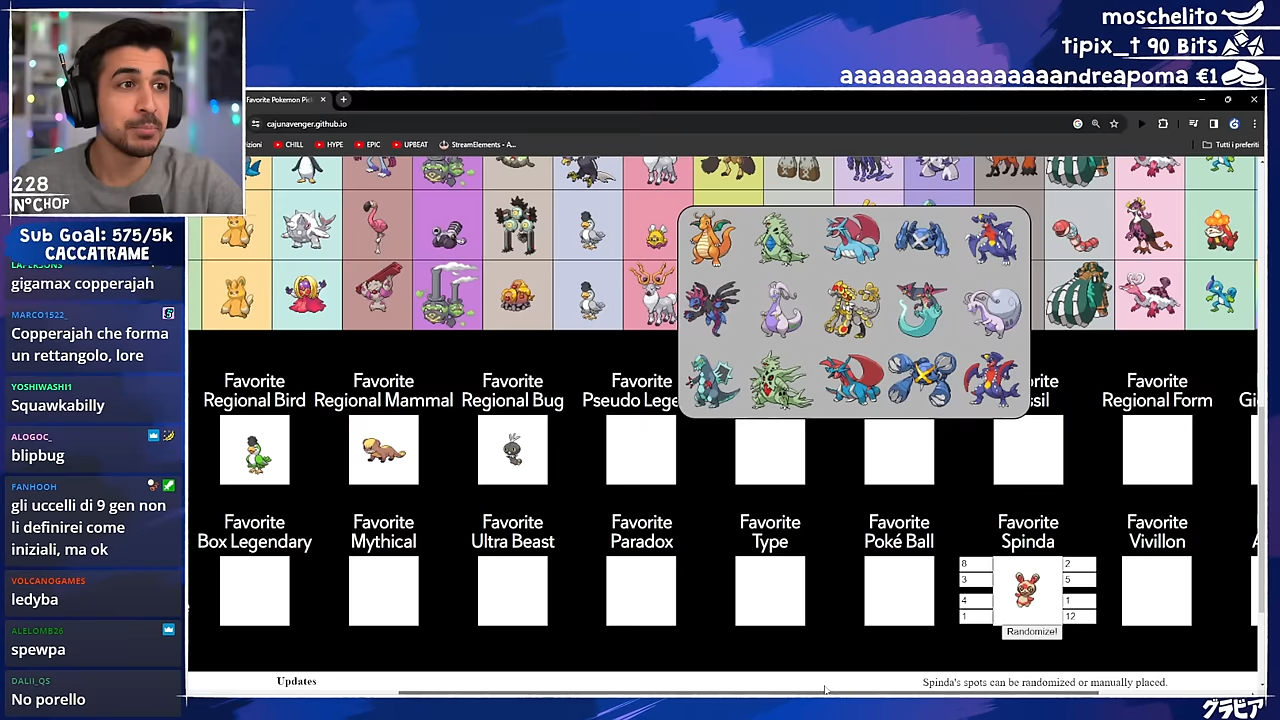 moschelito
tipix_t 90 Bits
aaaaaaaaaaaaaaaandreapoma €1
228
N°CHOP
Sub Goal: 575/5k
CACCATRAME
gigamax copperajah
MARCO1522_
Copperajah che forma
un rettangolo, lore
YOSHIWASHI1
Squawkabilly
ALOGOC_
blipbug
FANHOOH
gli uccelli di 9 gen non
li definirei come
iniziali, ma ok
VOLCANOGAMES
ledyba
ALELOMB26
spewpa
DALII_QS
No porello
Favorite Pokemon Pic
cajunavenger.github.io
CHILL
HYPE
EPIC
UPBEAT
StreamElements - A...
Tutti i preferiti
Favorite
Regional Bird
Favorite
Regional Mammal
Favorite
Regional Bug
Favorite
Pseudo Lege
Favorite
Regional Form
Favorite
Box Legendary
Favorite
Mythical
Favorite
Ultra Beast
Favorite
Paradox
Favorite
Type
Favorite
Poké Ball
Favorite
Spinda
Favorite
Vivillon
8
2
3
5
4
1
1
12
Randomize!
Updates
Spinda's spots can be randomized or manually placed.
グラビア